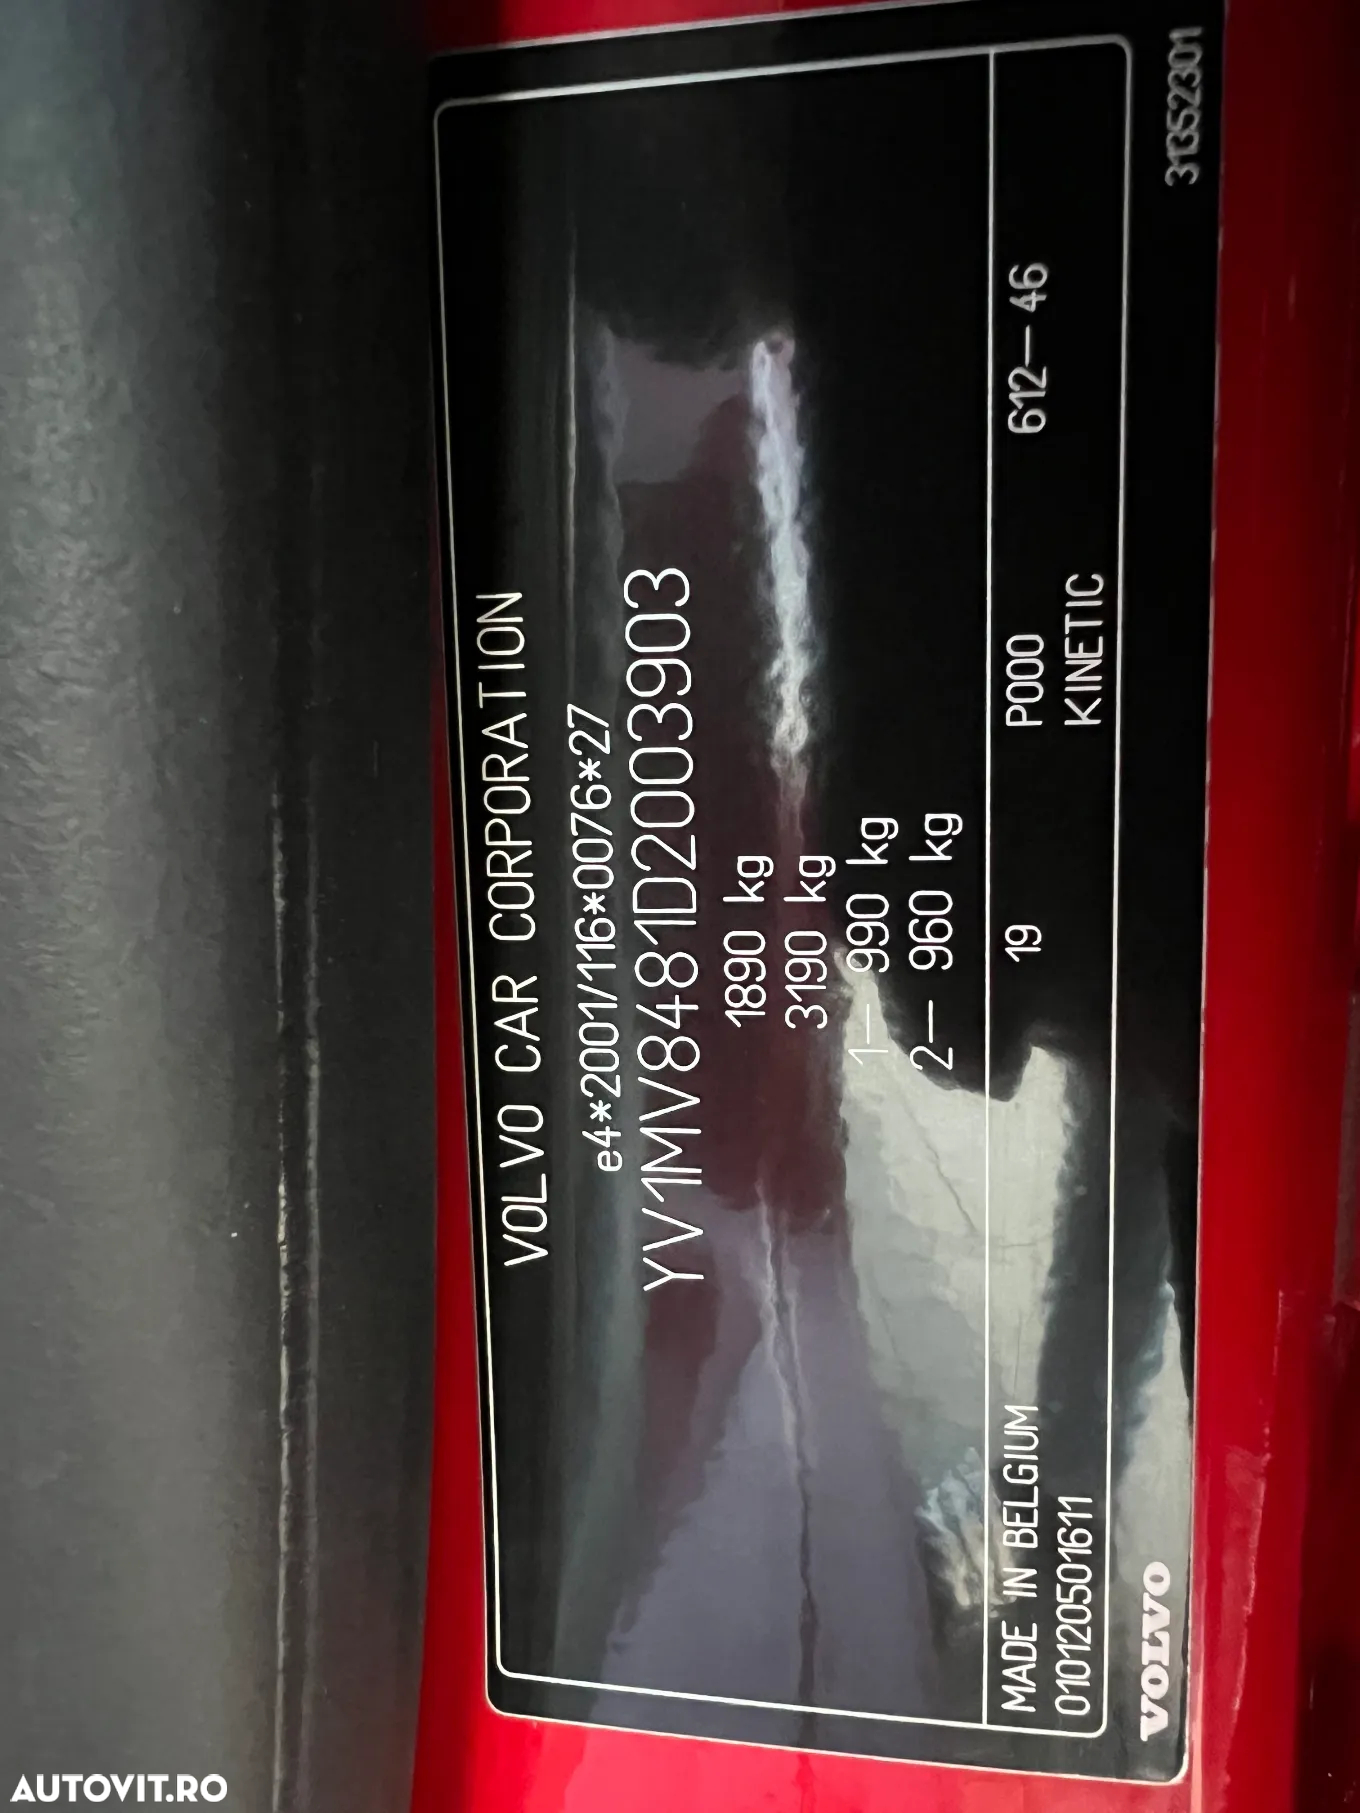 VOLVO CAR CORPORATION
e4*2001/116*0076*27
YV1MV8481D2003903
1890 kg
3190 kg
1— 990 kg
2— 960 kg
MADE IN BELGIUM 19 P000 612—46
010120501611 KINETIC
VOLVO 31352301
AUTOVIT.RO